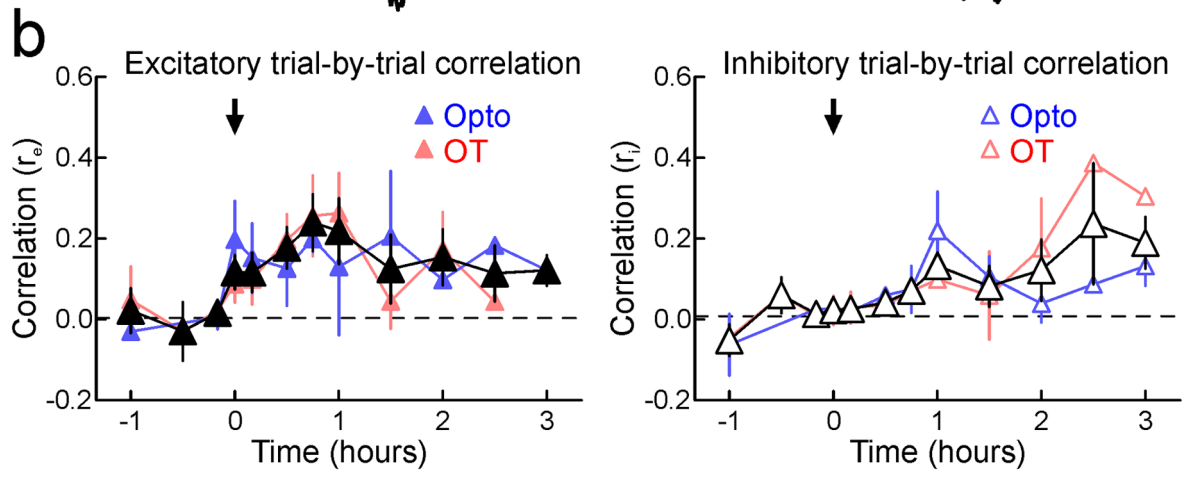 b
Excitatory trial-by-trial correlation
0.6
0.4
0.2
0.0
-0.2
Correlation (re)
Opto
OT
-1 0 1 2 3
Time (hours)
Inhibitory trial-by-trial correlation
0.6
0.4
0.2
0.0
-0.2
Correlation (ri)
Opto
OT
-1 0 1 2 3
Time (hours)